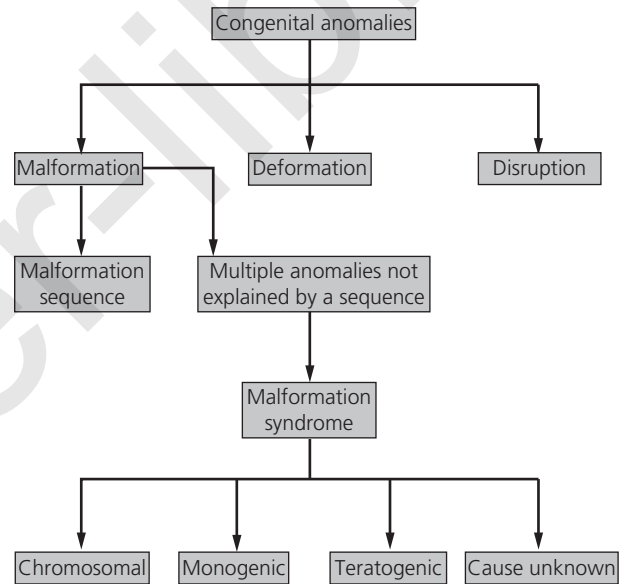 Congenital anomalies
Malformation
Deformation
Disruption
Malformation
sequence
Multiple anomalies not
explained by a sequence
Malformation
syndrome
Chromosomal
Monogenic
Teratogenic
Cause unknown